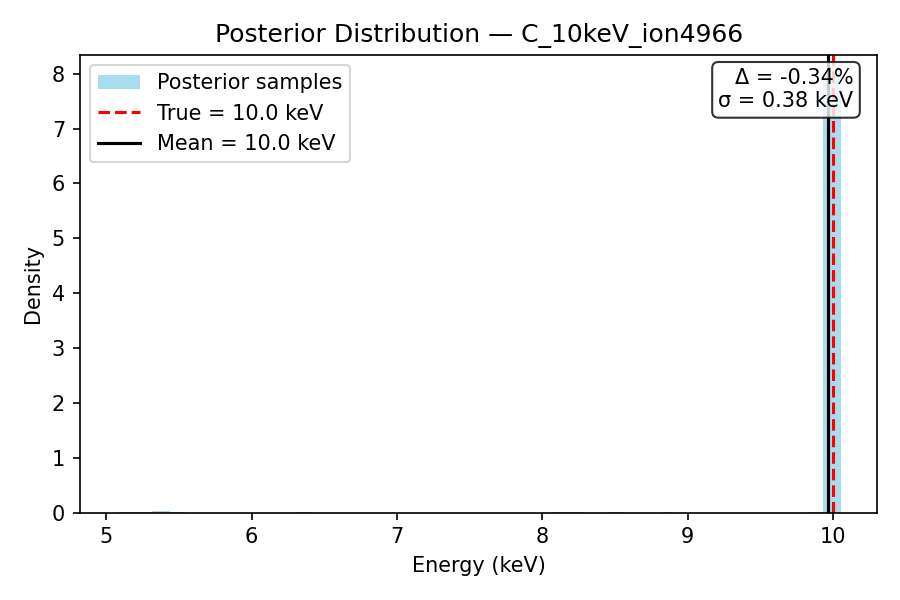 Posterior Distribution — C_10keV_ion4966
Posterior samples
True = 10.0 keV
Mean = 10.0 keV
Δ = -0.34%
σ = 0.38 keV
Density
8
7
6
5
4
3
2
1
0
5 6 7 8 9 10
Energy (keV)